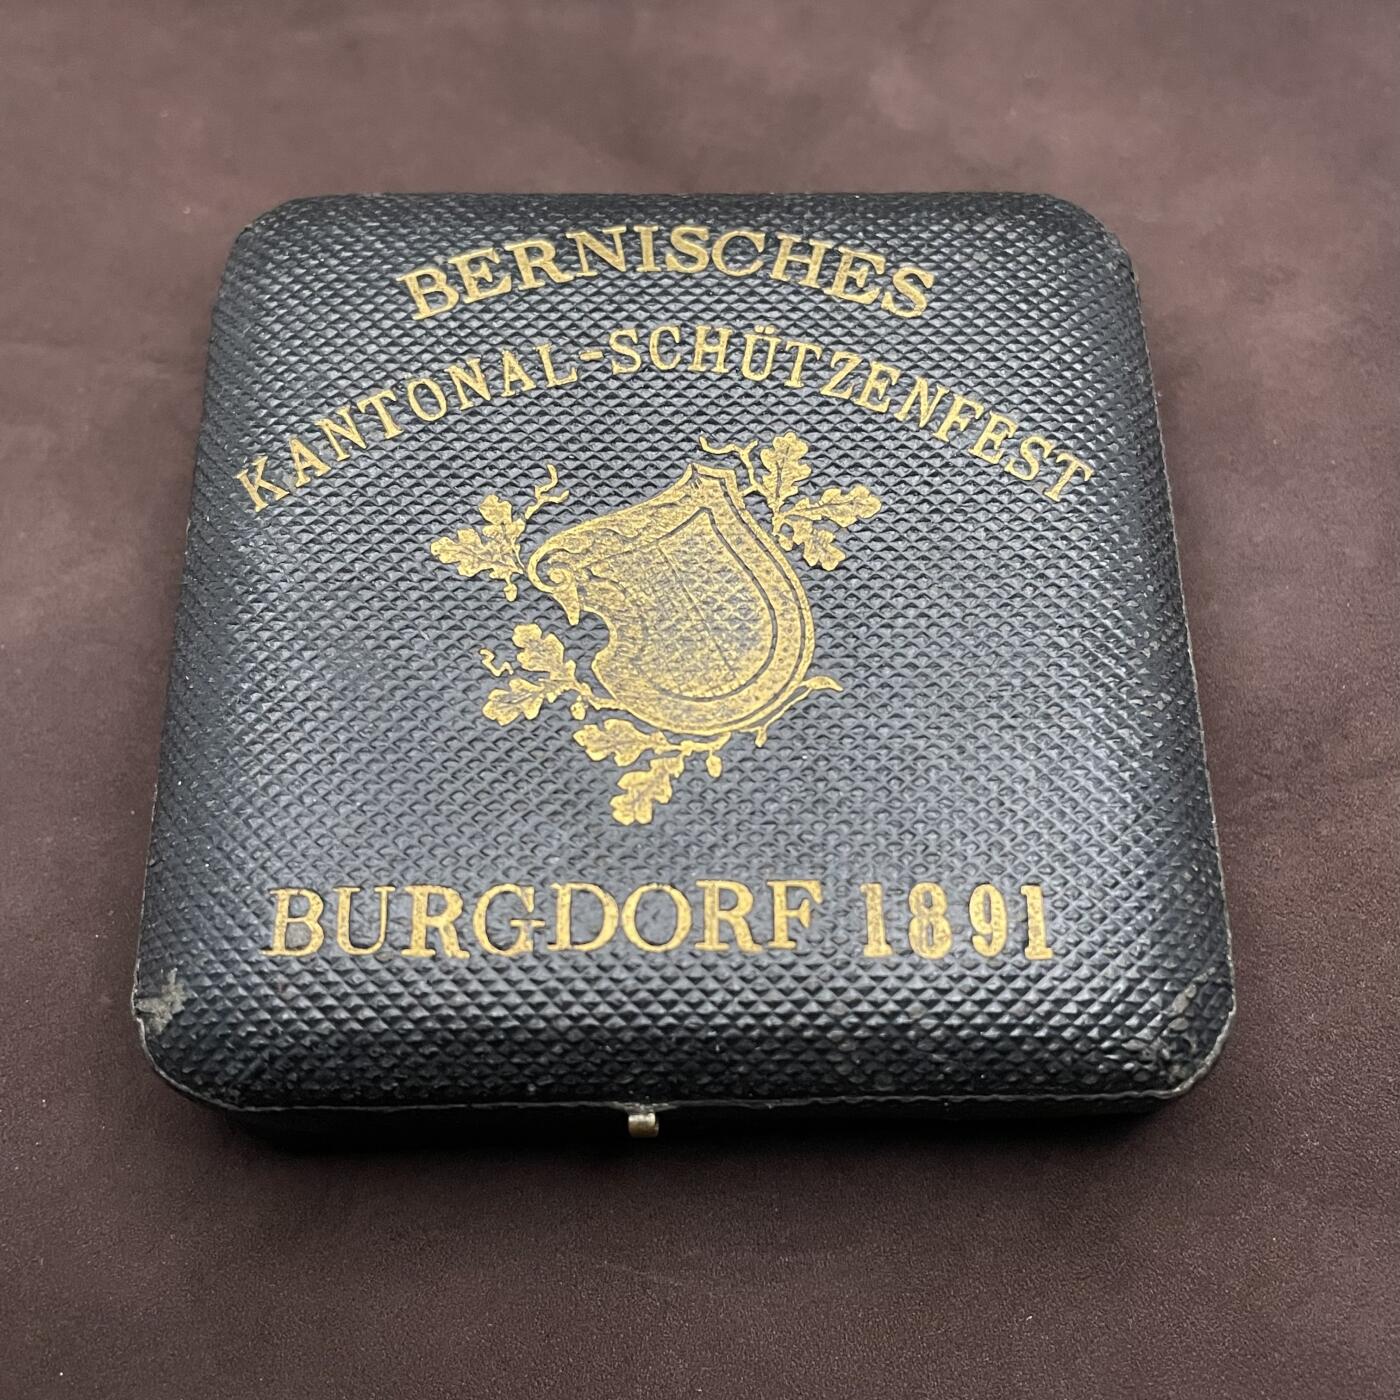 BERNISCHES
KANTONAL-SCHÜTZENFEST
BURGDORF 1891